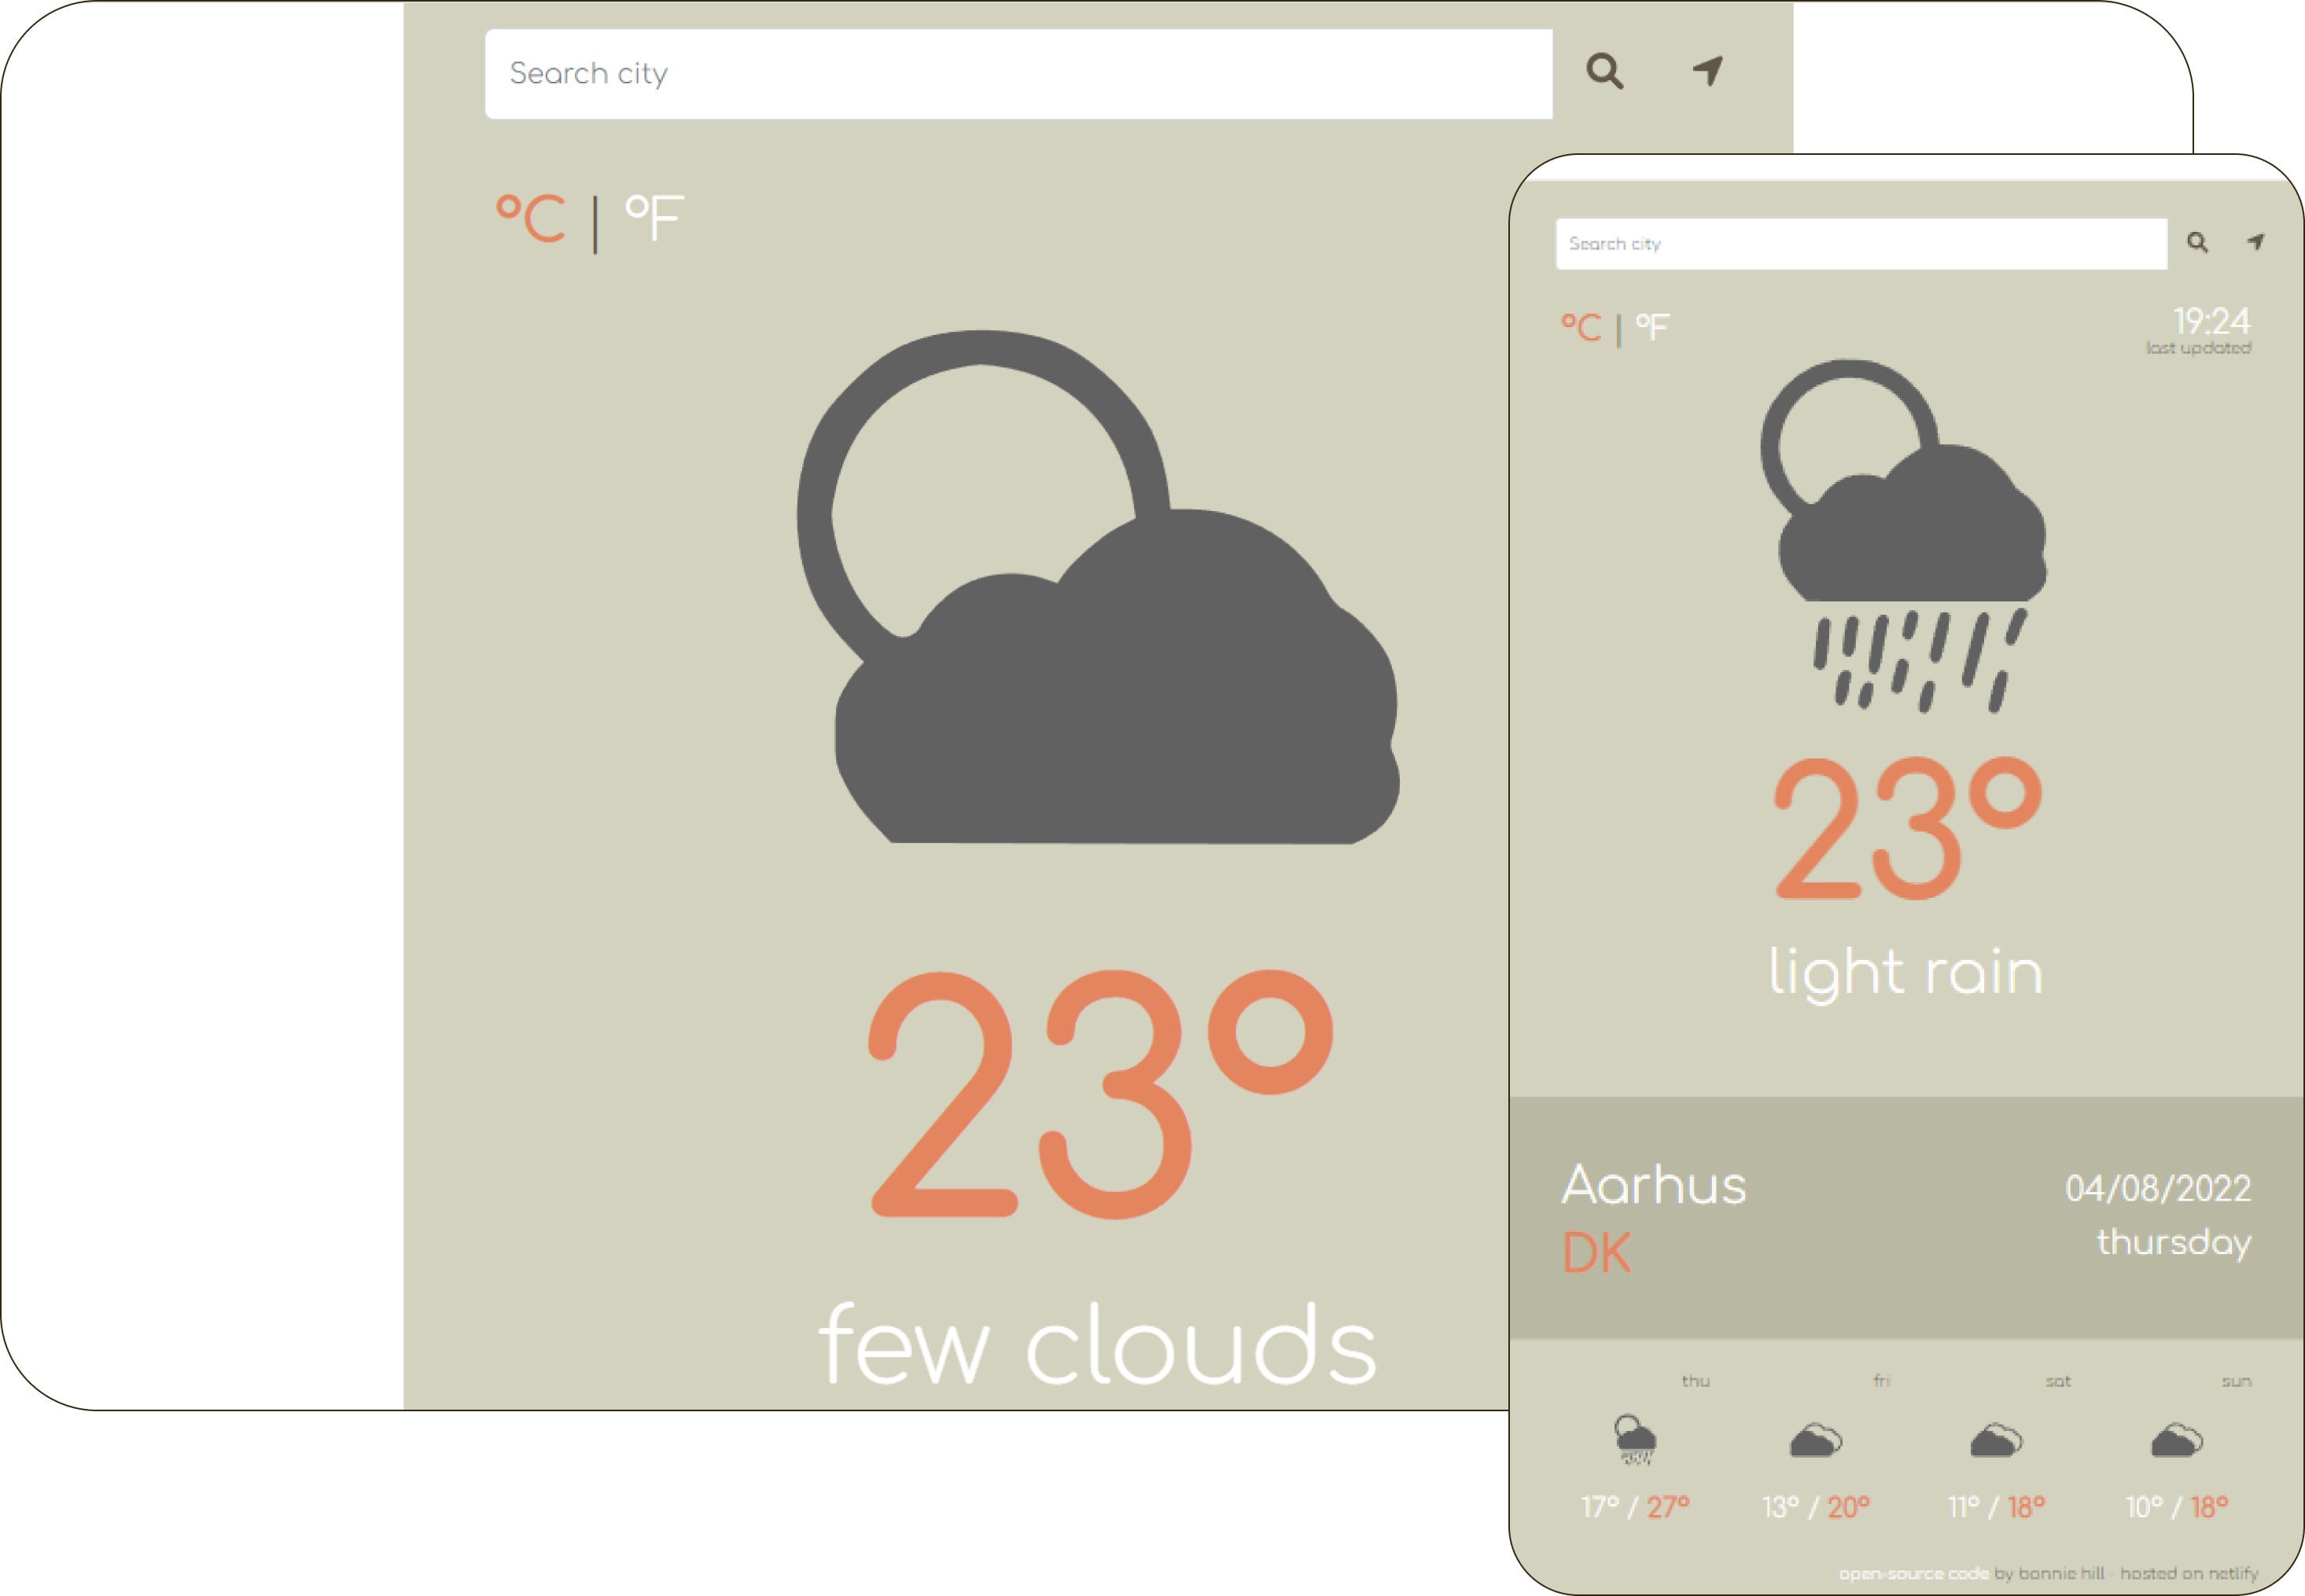 Search city
°C | °F
23°
few clouds
Search city
°C | °F
19:24
last updated
23°
light rain
Aarhus
DK
04/08/2022
thursday
thu fri sat sun
17° / 27° 13° / 20° 11° / 18° 10° / 18°
open-source code by bonnie hill - hosted on netlify